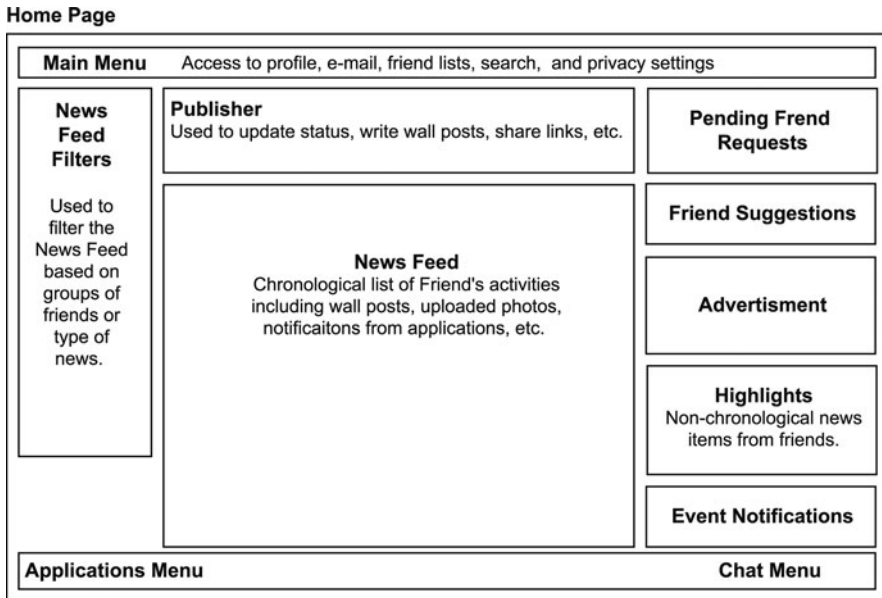 Home Page
Main Menu Access to profile, e-mail, friend lists, search, and privacy settings
News
Feed
Filters
Used to
filter the
News Feed
based on
groups of
friends or
type of
news.
Publisher
Used to update status, write wall posts, share links, etc.
News Feed
Chronological list of Friend's activities
including wall posts, uploaded photos,
notificaitons from applications, etc.
Pending Frend
Requests
Friend Suggestions
Advertisment
Highlights
Non-chronological news
items from friends.
Event Notifications
Applications Menu
Chat Menu